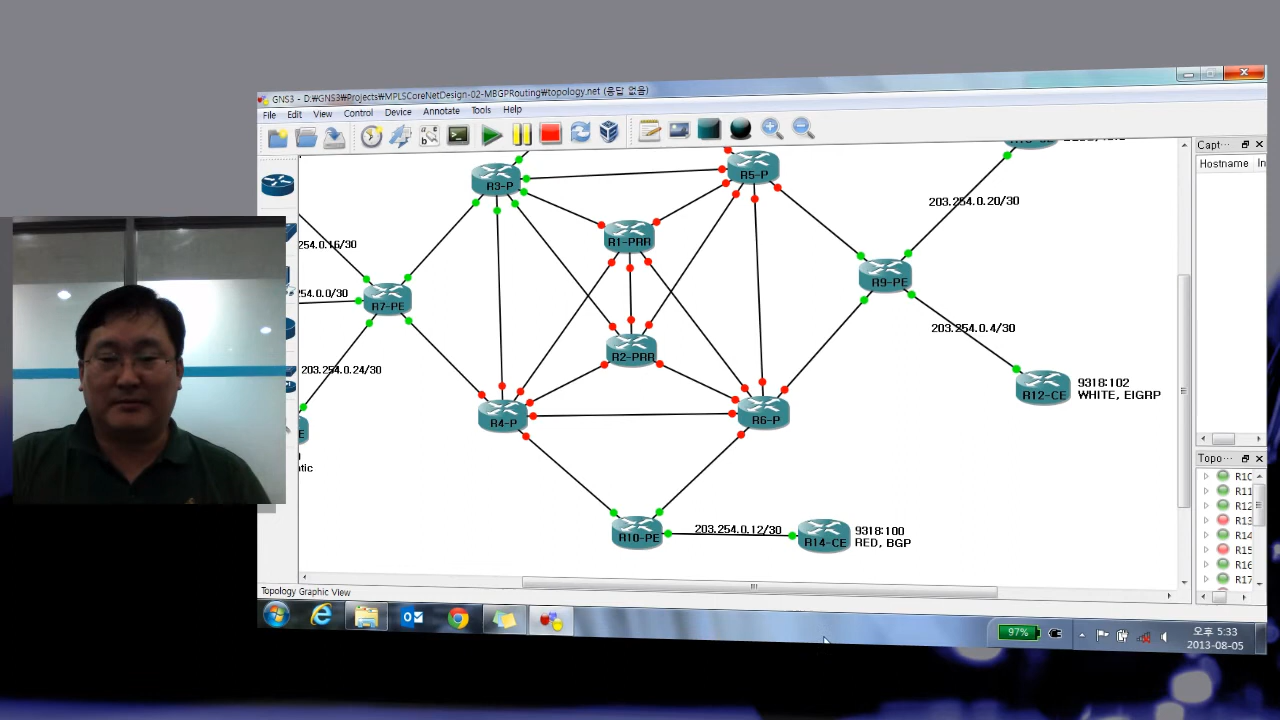 GNS3 - D:₩GNS3₩Projects₩MPLSCoreNetDesign-02-MBGPRouting₩topology.net (응답 없음)
File Edit View Control Device Annotate Tools Help
Capt···
Hostname In
R3-P
R5-P
203.254.0.20/30
R1-PRR
254.0.16/30
R9-PE
254.0.0/30
R7-PE
203.254.0.4/30
R2-PRR
203.254.0.24/30
9318:102
R12-CE
WHITE, EIGRP
R4-P
R6-P
E
tic
Topo···
R10
R11
R12
R13
R14
R15
R16
R17
203.254.0.12/30
9318:100
R10-PE
R14-CE
RED, BGP
Topology Graphic View
97%
오후 5:33
2013-08-05